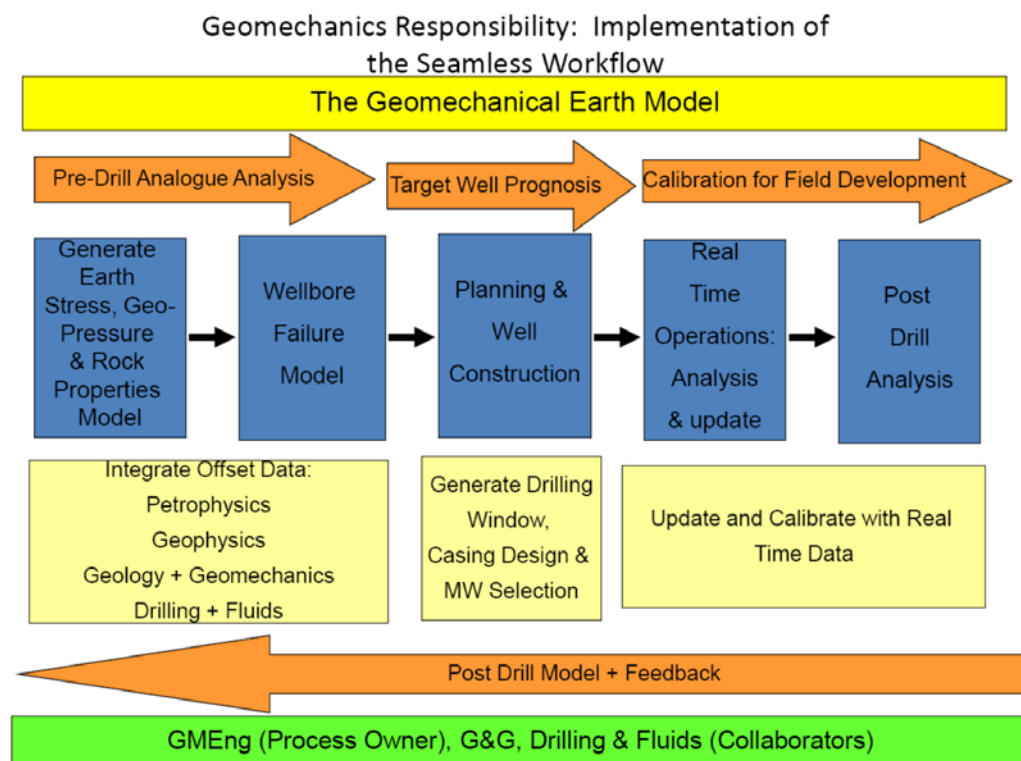 Geomechanics Responsibility:  Implementation of
the Seamless Workflow
The Geomechanical Earth Model
Pre-Drill Analogue Analysis
Target Well Prognosis
Calibration for Field Development
Generate
Earth
Stress, Geo-
Pressure
& Rock
Properties
Model
Wellbore
Failure
Model
Planning &
Well
Construction
Real
Time
Operations:
Analysis
& update
Post
Drill
Analysis
Integrate Offset Data:
Petrophysics
Geophysics
Geology + Geomechanics
Drilling + Fluids
Generate Drilling
Window,
Casing Design &
MW Selection
Update and Calibrate with Real
Time Data
Post Drill Model + Feedback
GMEng (Process Owner), G&G, Drilling & Fluids (Collaborators)